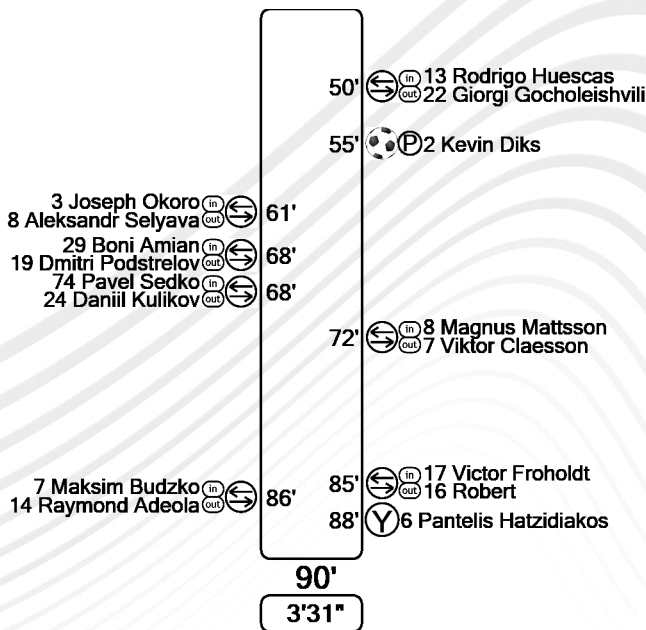 50' in 13 Rodrigo Huescas
out 22 Giorgi Gocholeishvili
55' P 2 Kevin Diks
3 Joseph Okoro in
8 Aleksandr Selyava out 61'
29 Boni Amian in
19 Dmitri Podstrelov out 68'
74 Pavel Sedko in
24 Daniil Kulikov out 68'
72' in 8 Magnus Mattsson
out 7 Viktor Claesson
7 Maksim Budzko in
14 Raymond Adeola out 86'
85' in 17 Victor Froholdt
out 16 Robert
88' Y 6 Pantelis Hatzidiakos
90'
3'31"